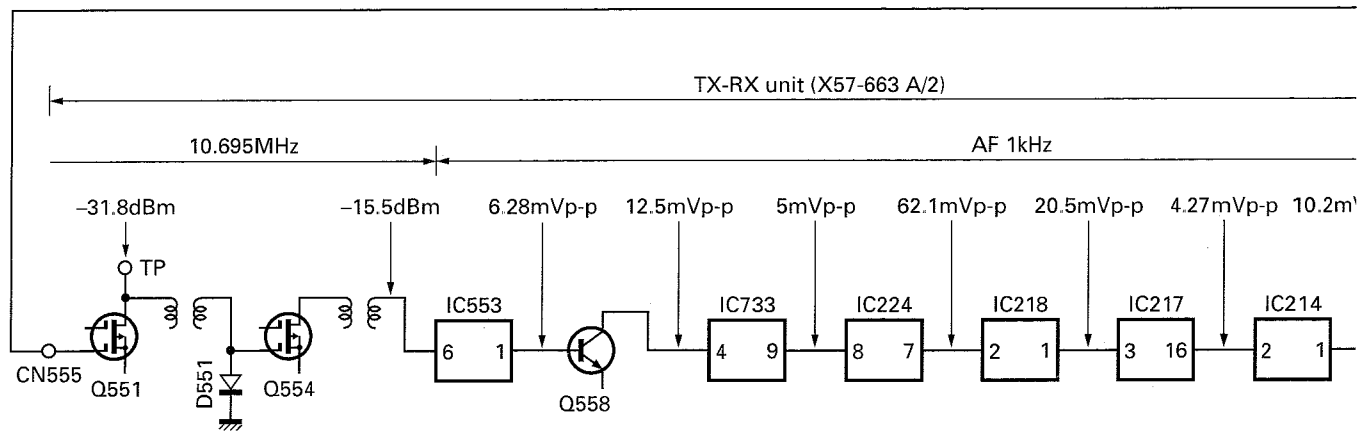 TX-RX unit (X57-663 A/2)
10.695MHz
AF 1kHz
–31.8dBm
–15.5dBm
6.28mVp-p
12.5mVp-p
5mVp-p
62.1mVp-p
20.5mVp-p
4.27mVp-p
10.2mV
TP
IC553
IC733
IC224
IC218
IC217
IC214
6 1
4 9
8 7
2 1
3 16
2 1
CN555
Q551
D551
Q554
Q558